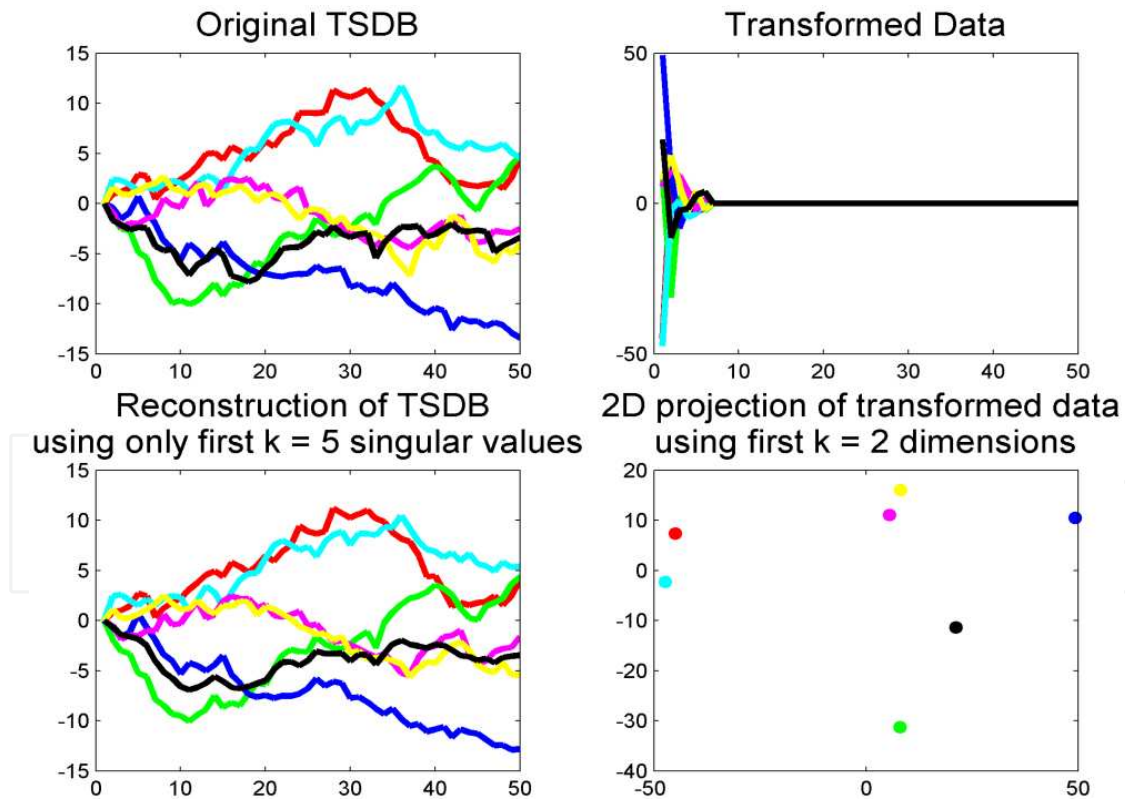 Original TSDB
15
10
5
0
-5
-10
-15
0 10 20 30 40 50
Transformed Data
50
0
-50
0 10 20 30 40 50
Reconstruction of TSDB
using only first k = 5 singular values
15
10
5
0
-5
-10
-15
0 10 20 30 40 50
2D projection of transformed data
using first k = 2 dimensions
20
10
0
-10
-20
-30
-40
-50 0 50